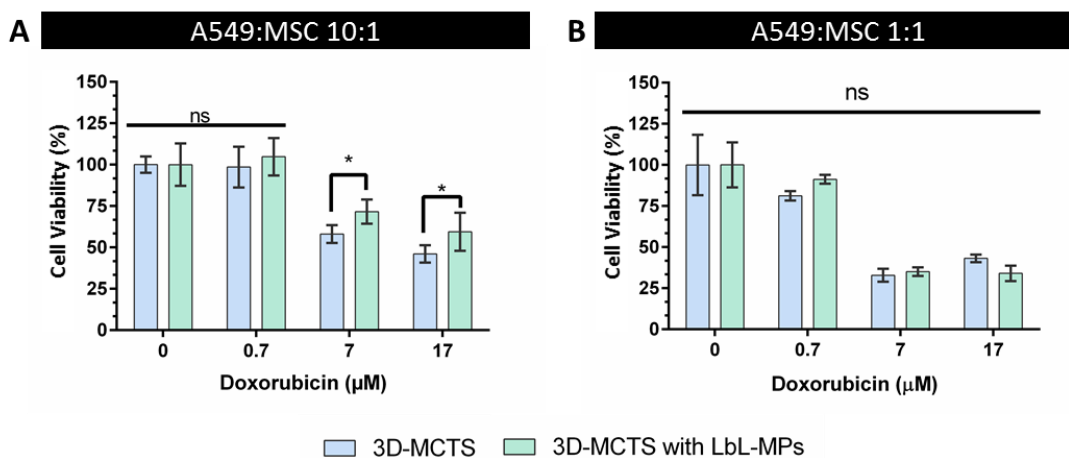 A
A549:MSC 10:1
Cell Viability (%)
150
125
100
75
50
25
0
ns
*
*
0 0.7 7 17
Doxorubicin (µM)
B
A549:MSC 1:1
Cell Viability (%)
150
125
100
75
50
25
0
ns
0 0.7 7 17
Doxorubicin (µM)
3D-MCTS 3D-MCTS with LbL-MPs